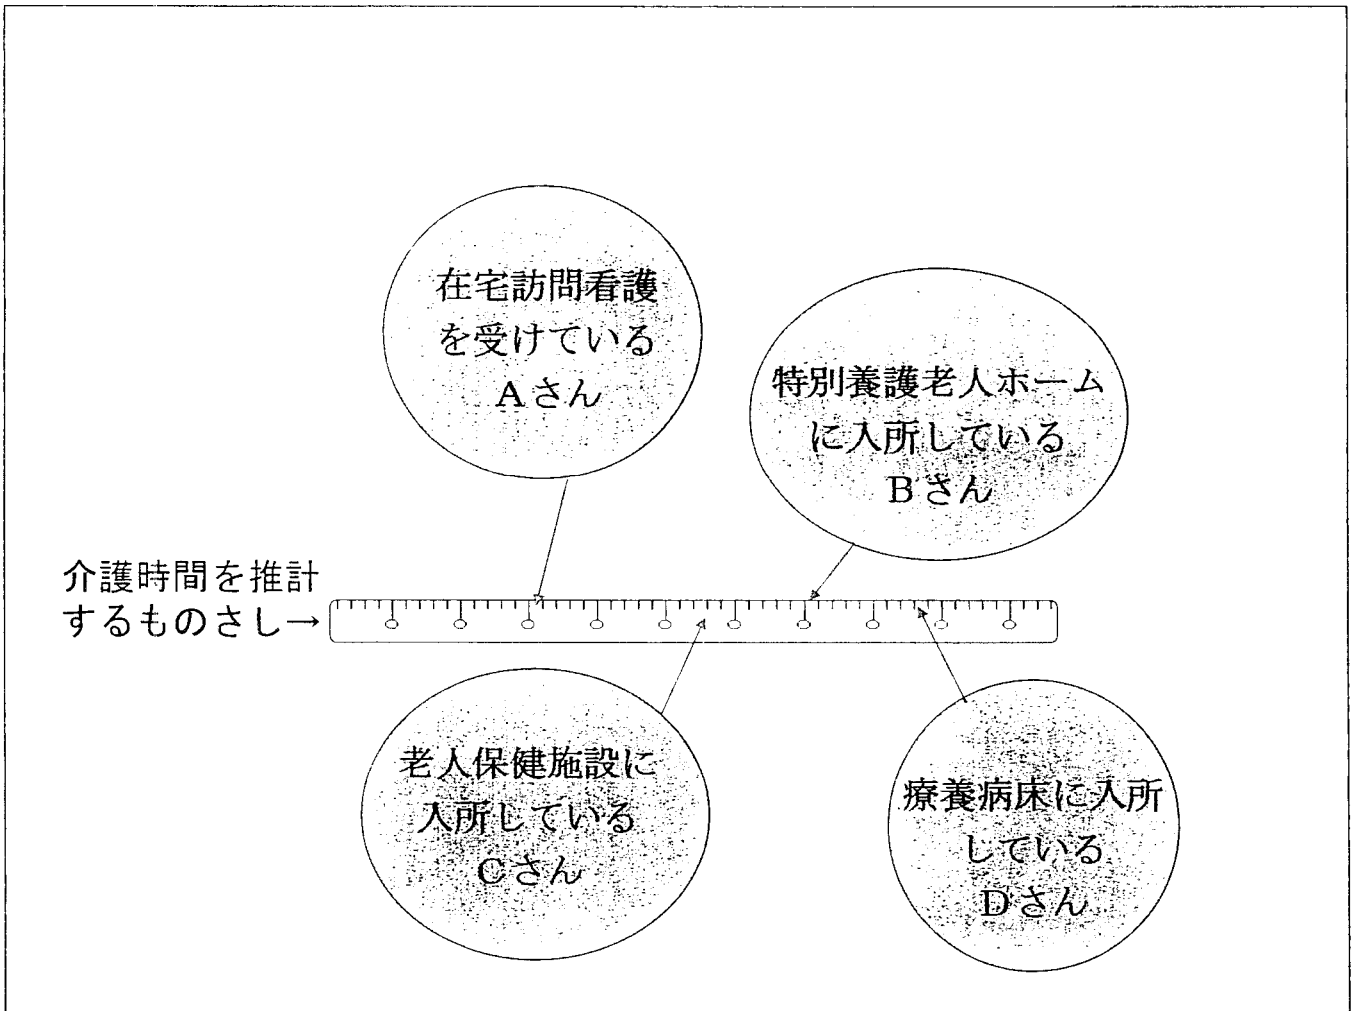 在宅訪問看護
を受けている
Aさん
特別養護老人ホーム
に入所している
Bさん
介護時間を推計
するものさし→
老人保健施設に
入所している
Cさん
療養病床に入所
している
Dさん